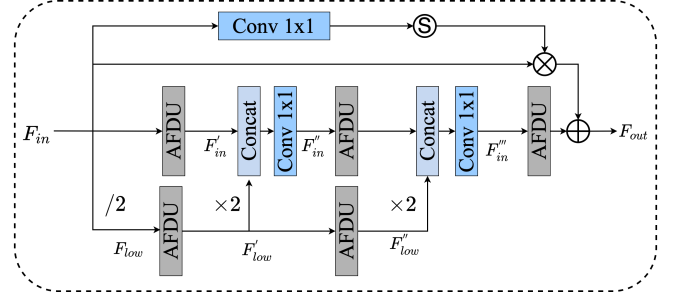 Conv 1x1
S
F_in
AFDU
F'_in
Concat
Conv 1x1
F''_in
AFDU
Concat
Conv 1x1
F'''_in
AFDU
F_out
/2
×2
×2
F_low
AFDU
F'_low
AFDU
F''_low